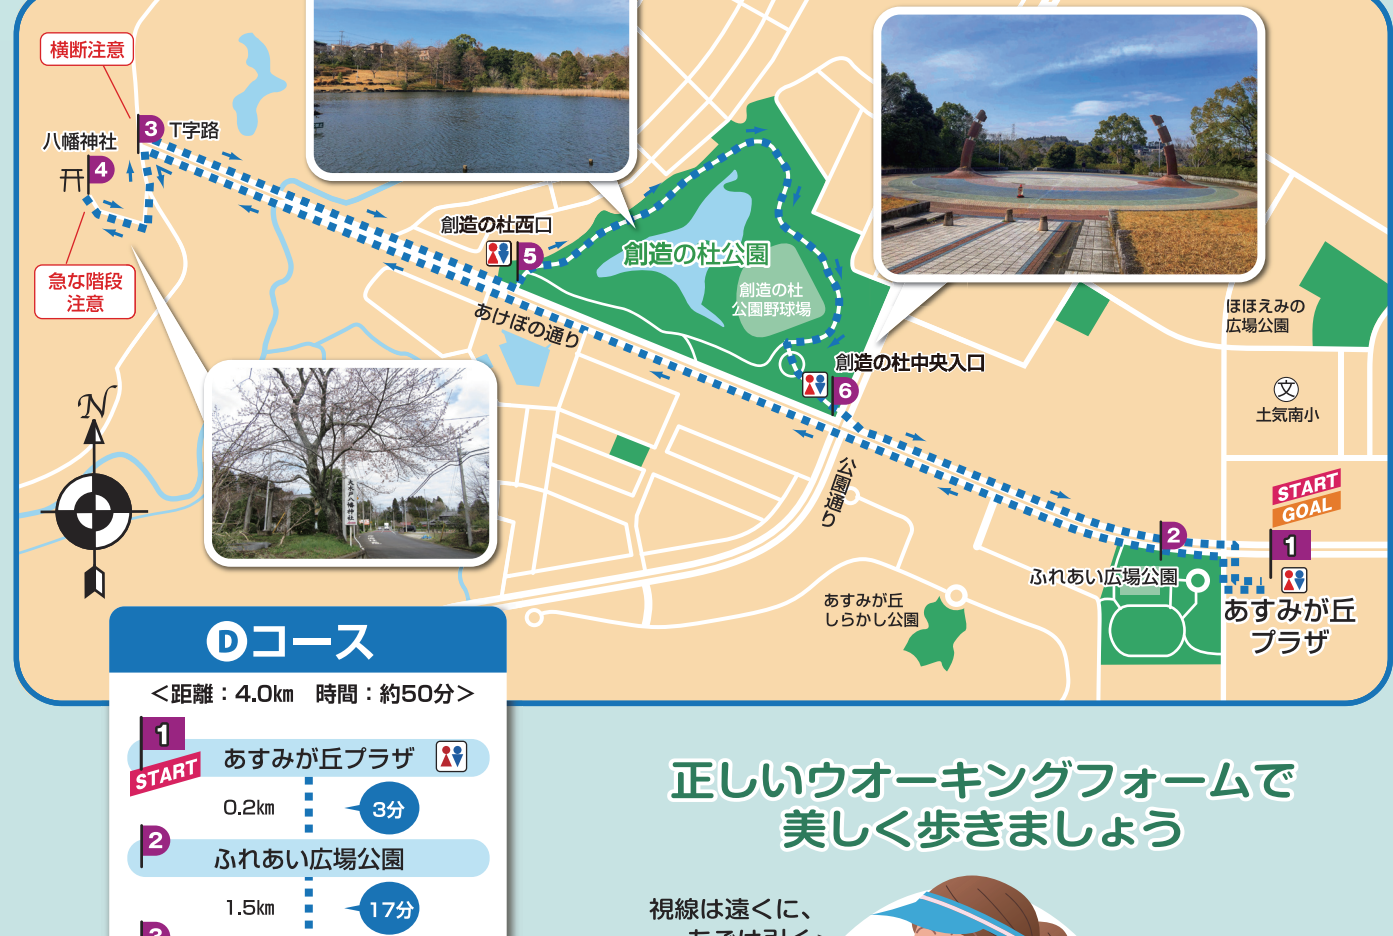 横断注意
3
T字路
八幡神社
4
急な階段
注意
創造の杜西口
5
創造の杜公園
創造の杜
公園野球場
あけぼの通り
創造の杜中央入口
6
公園通り
ほほえみの
広場公園
文
土気南小
START
GOAL
1
2
ふれあい広場公園
あすみが丘
プラザ
あすみが丘
しらかし公園
N
Dコース
<距離:4.0km 時間:約50分>
1
START
あすみが丘プラザ
0.2km
3分
2
ふれあい広場公園
1.5km
17分
正しいウオーキングフォームで
美しく歩きましょう
視線は遠くに、